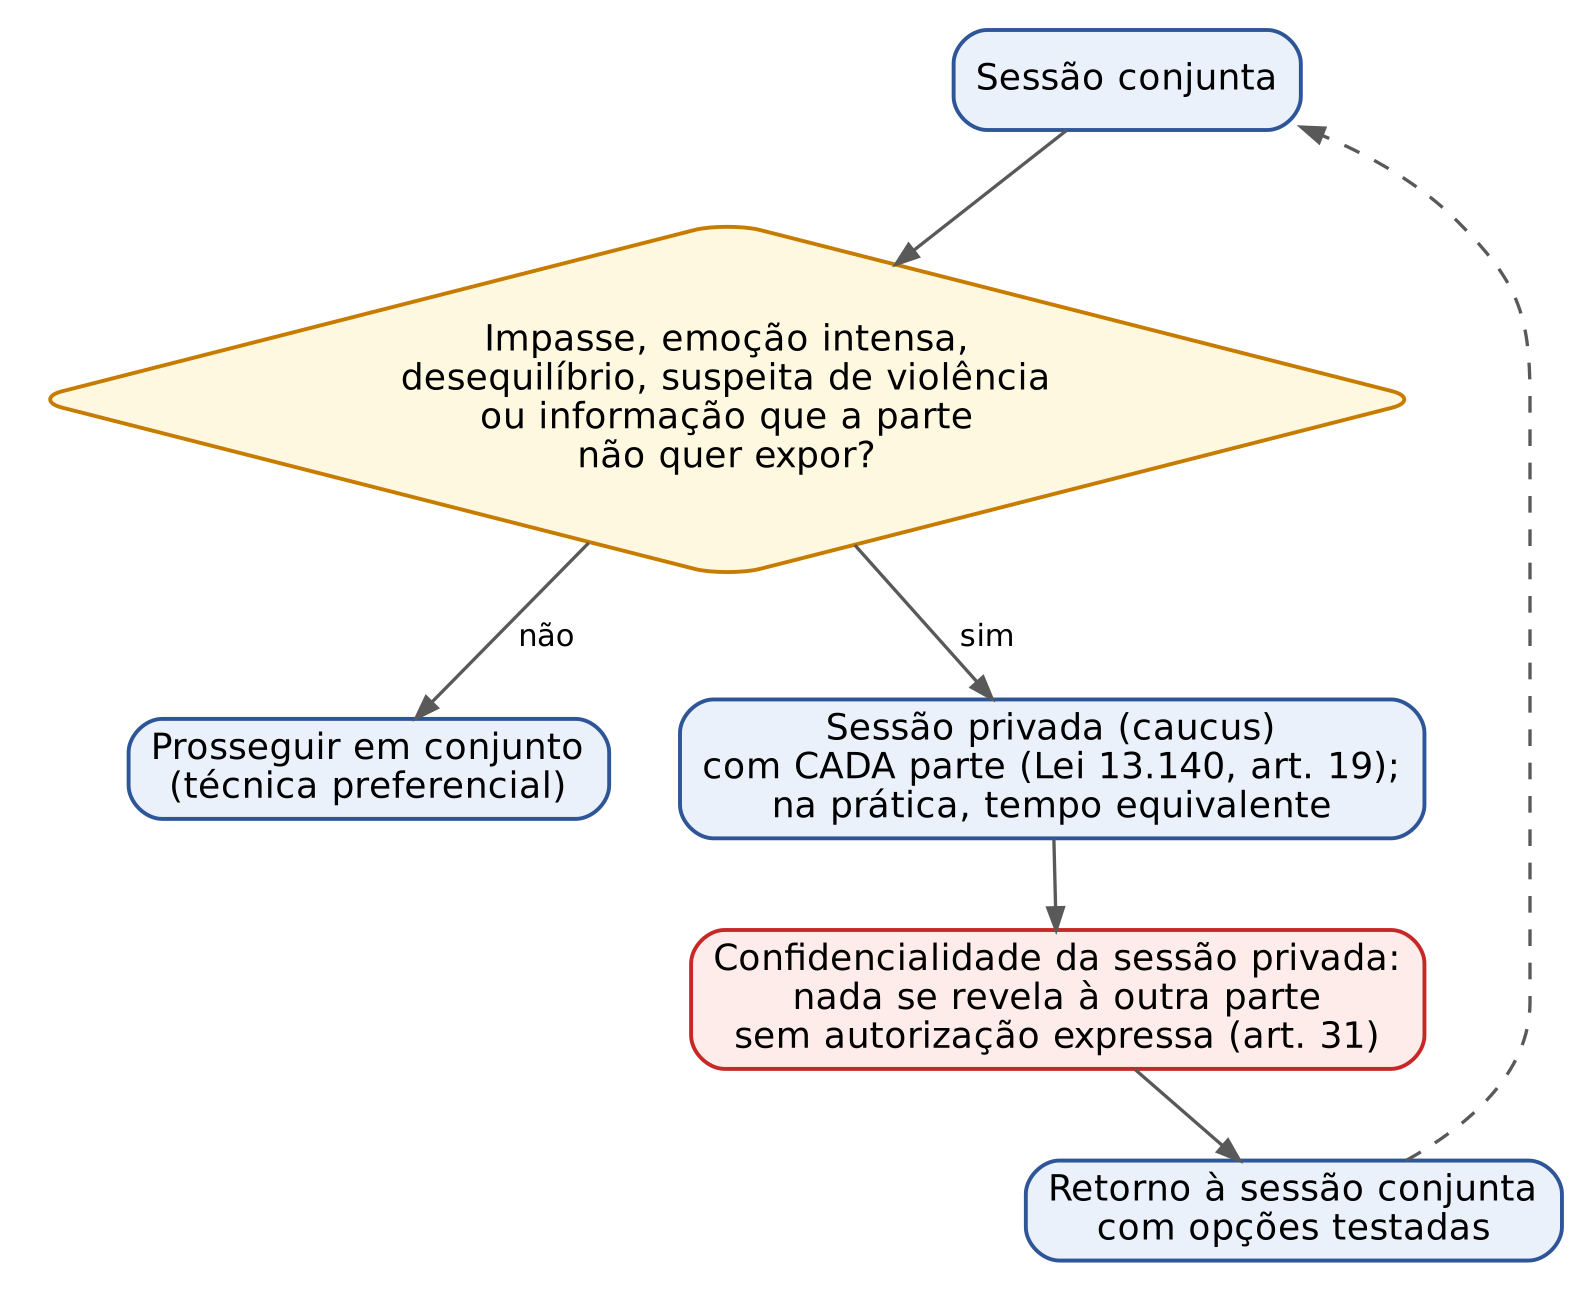 Sessão conjunta
Impasse, emoção intensa,
desequilíbrio, suspeita de violência
ou informação que a parte
não quer expor?
não
sim
Prosseguir em conjunto
(técnica preferencial)
Sessão privada (caucus)
com CADA parte (Lei 13.140, art. 19);
na prática, tempo equivalente
Confidencialidade da sessão privada:
nada se revela à outra parte
sem autorização expressa (art. 31)
Retorno à sessão conjunta
com opções testadas